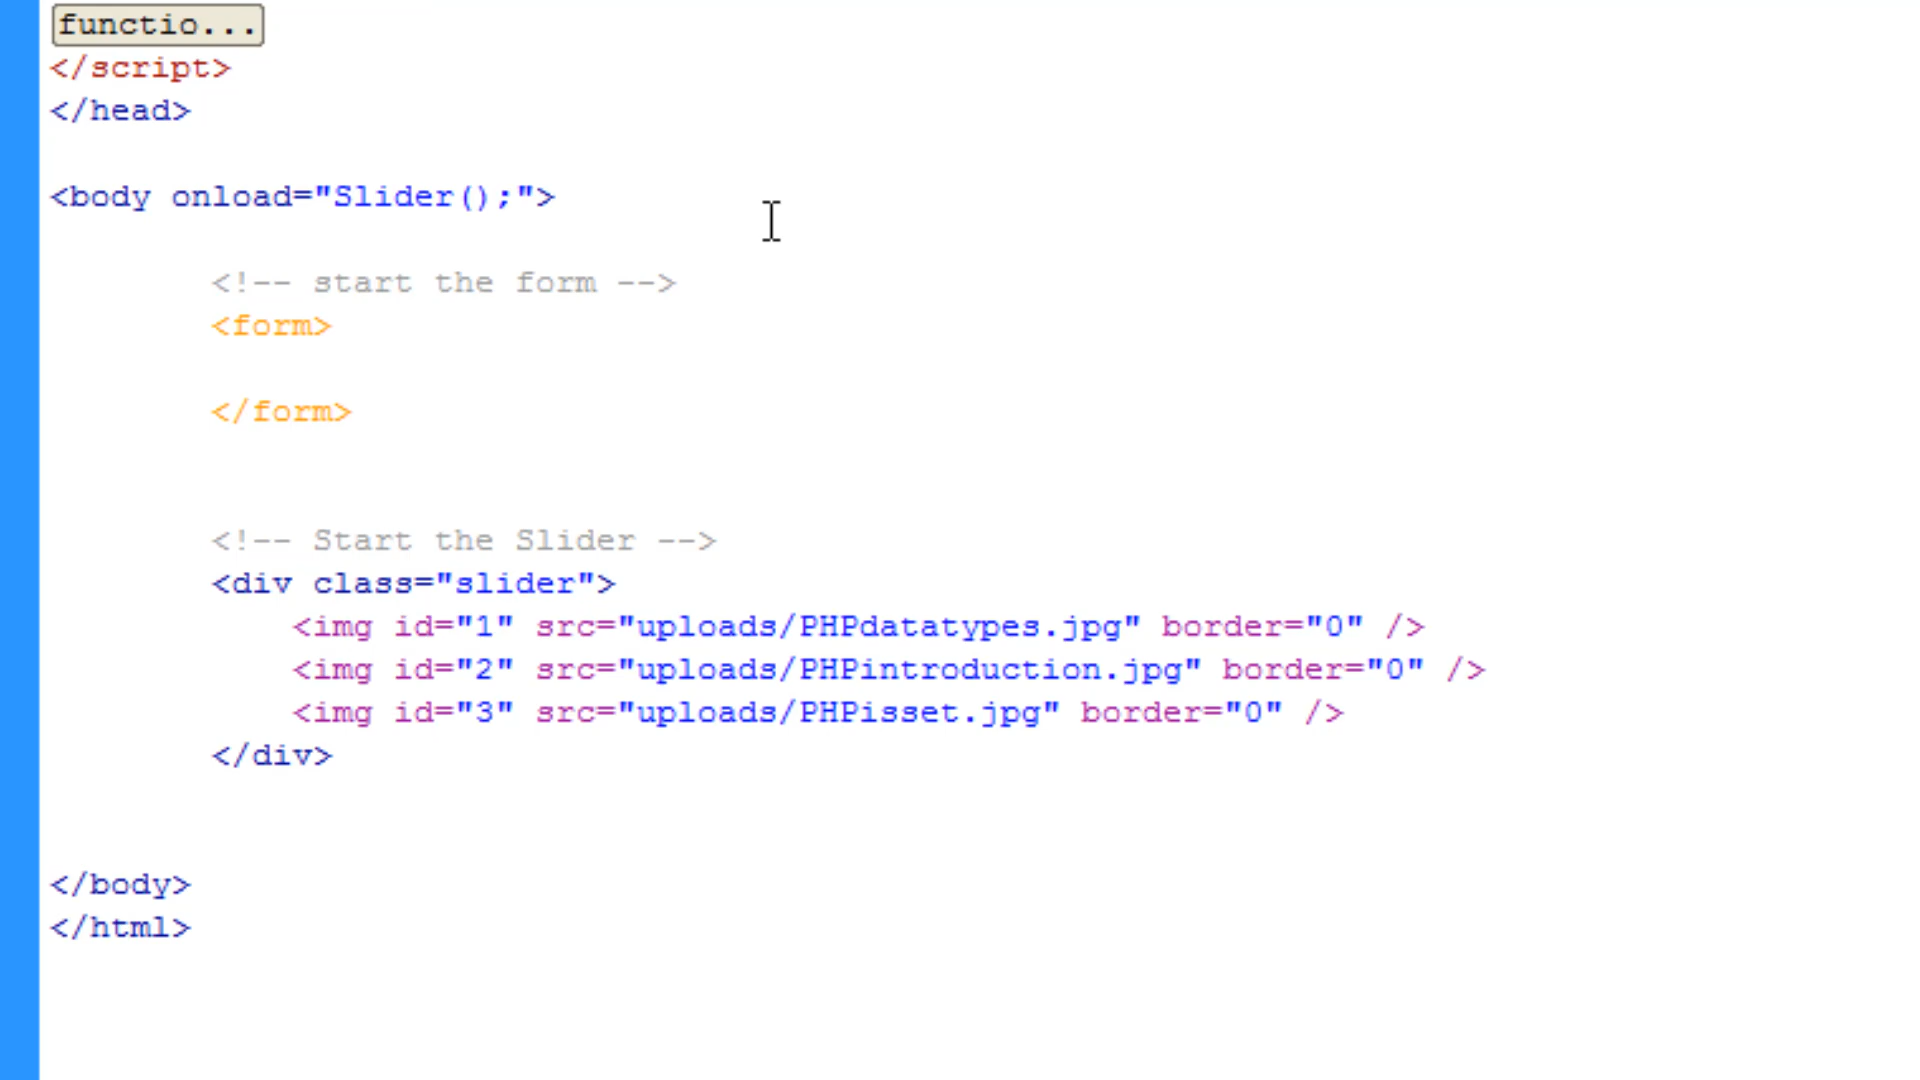 functio...
</script>
</head>
<body onload="Slider();">
<!-- start the form -->
<form>
</form>
<!-- Start the Slider -->
<div class="slider">
<img id="1" src="uploads/PHPdatatypes.jpg" border="0" />
<img id="2" src="uploads/PHPintroduction.jpg" border="0" />
<img id="3" src="uploads/PHPisset.jpg" border="0" />
</div>
</body>
</html>